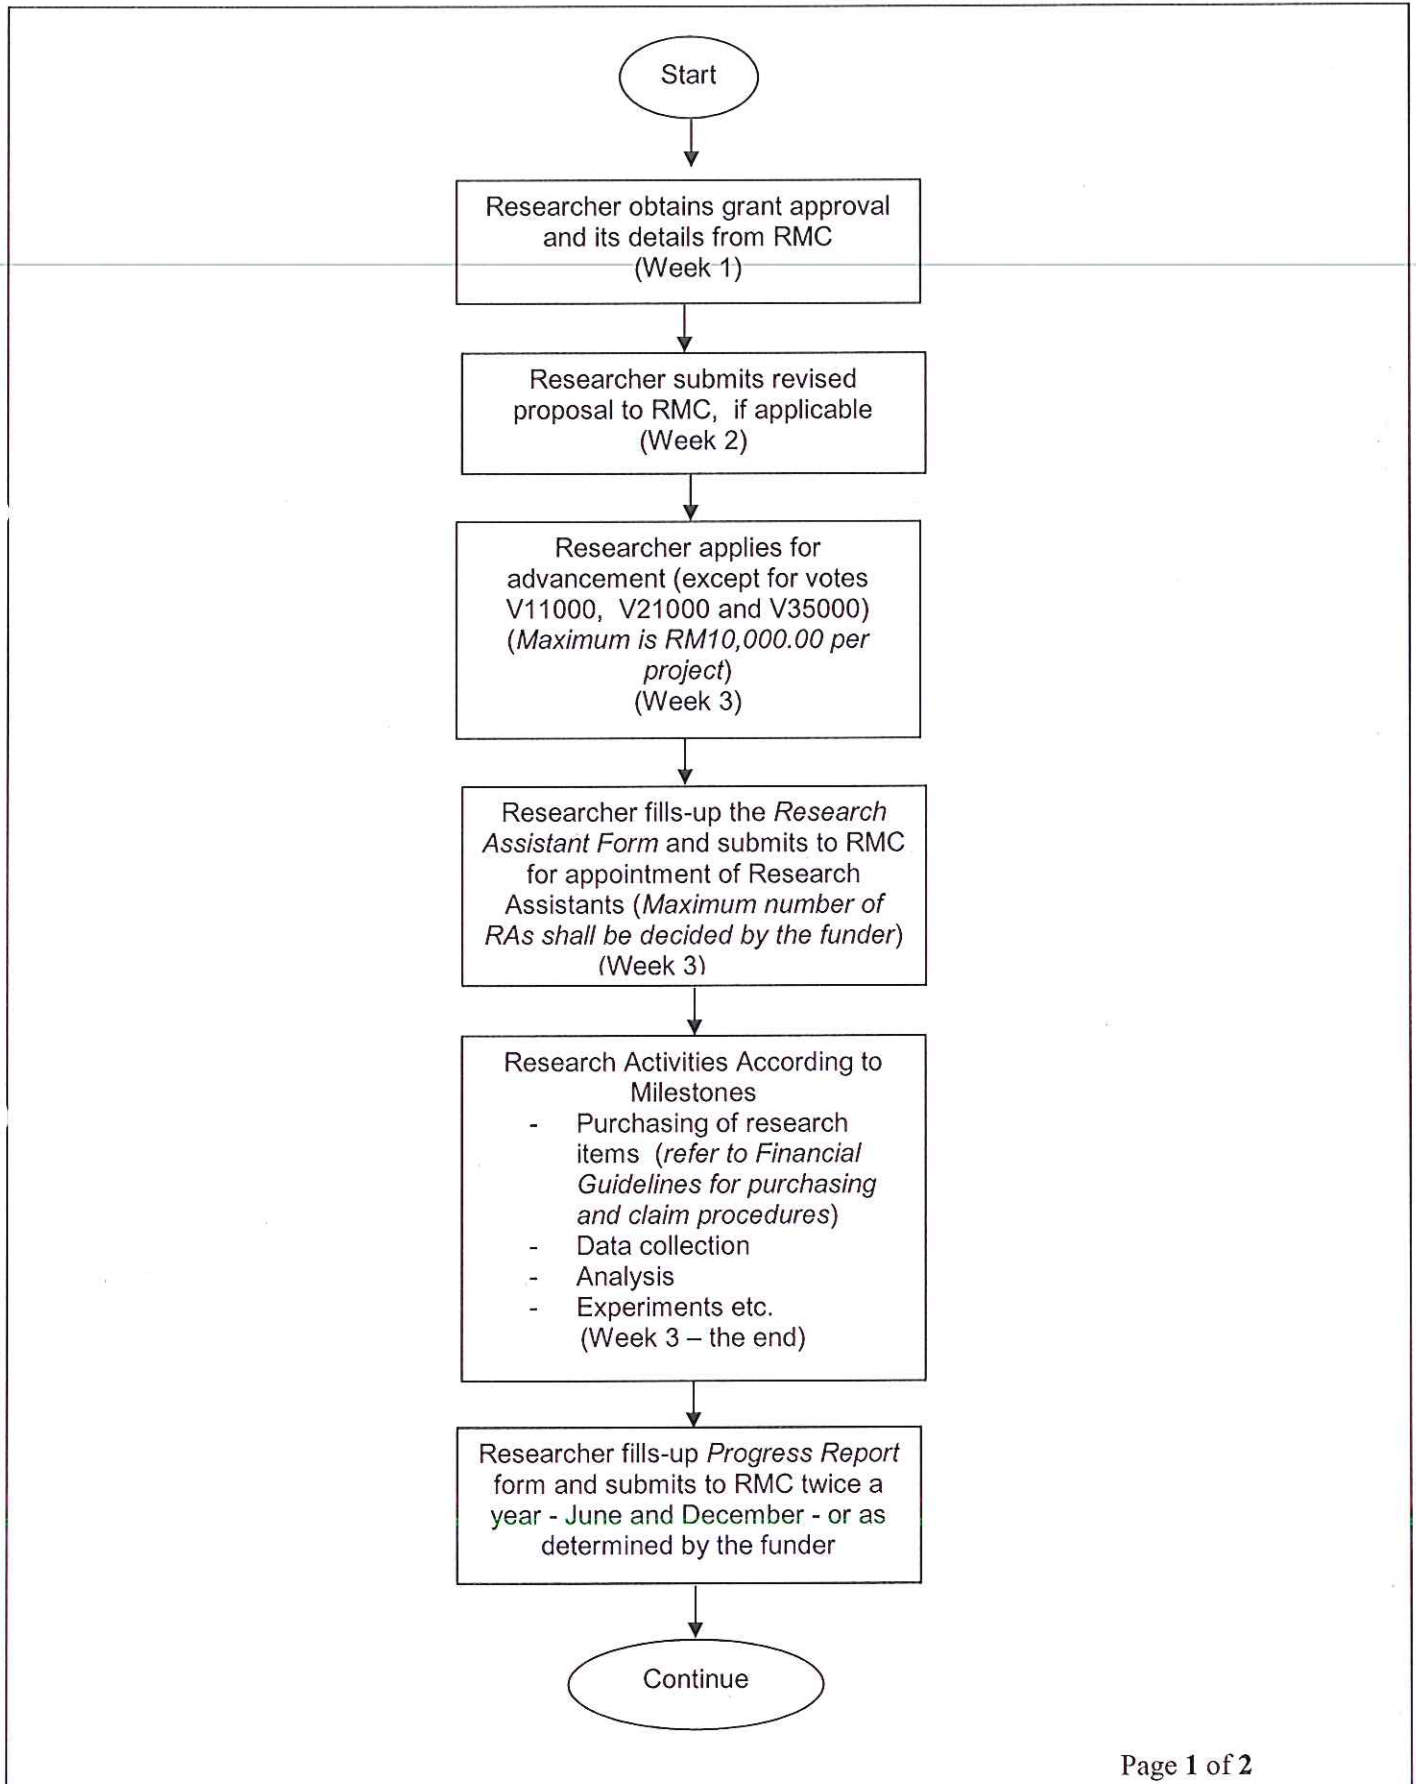 Start
Researcher obtains grant approval
and its details from RMC
(Week 1)
Researcher submits revised
proposal to RMC, if applicable
(Week 2)
Researcher applies for
advancement (except for votes
V11000, V21000 and V35000)
(Maximum is RM10,000.00 per
project)
(Week 3)
Researcher fills-up the Research
Assistant Form and submits to RMC
for appointment of Research
Assistants (Maximum number of
RAs shall be decided by the funder)
(Week 3)
Research Activities According to
Milestones
- Purchasing of research
items (refer to Financial
Guidelines for purchasing
and claim procedures)
- Data collection
- Analysis
- Experiments etc.
(Week 3 – the end)
Researcher fills-up Progress Report
form and submits to RMC twice a
year - June and December - or as
determined by the funder
Continue
Page 1 of 2